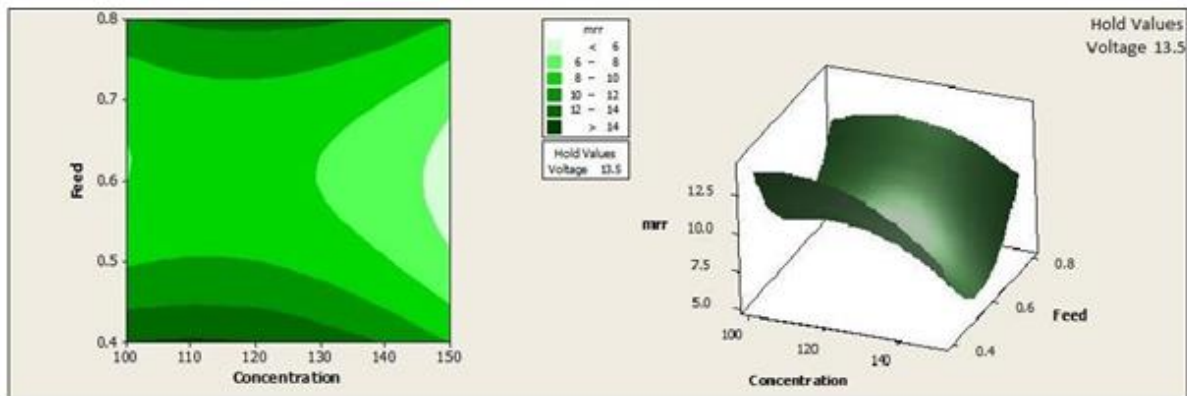 0.8
0.7
0.6
0.5
0.4
Feed
100 110 120 130 140 150
Concentration
mrr
< 6
6 – 8
8 – 10
10 – 12
12 – 14
> 14
Hold Values
Voltage 13.5
Hold Values
Voltage 13.5
mrr
12.5
10.0
7.5
5.0
100
120
140
Concentration
0.4
0.6
0.8
Feed